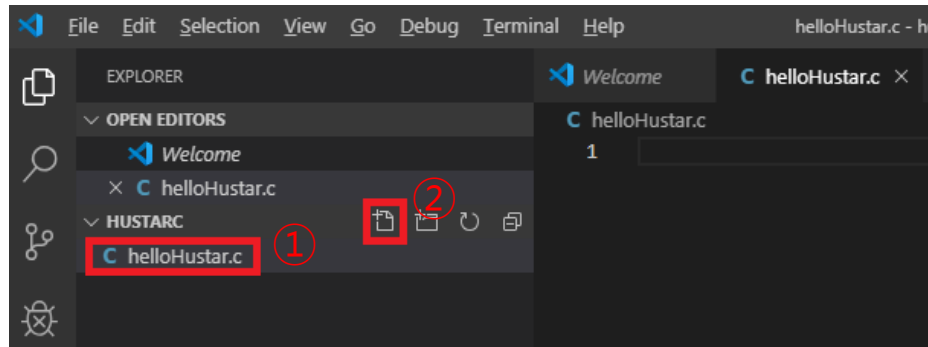 File Edit Selection View Go Debug Terminal Help helloHustar.c - h
EXPLORER
Welcome
C helloHustar.c ×
OPEN EDITORS
C helloHustar.c
Welcome
1
× C helloHustar.c
②
HUSTARC
C helloHustar.c
①